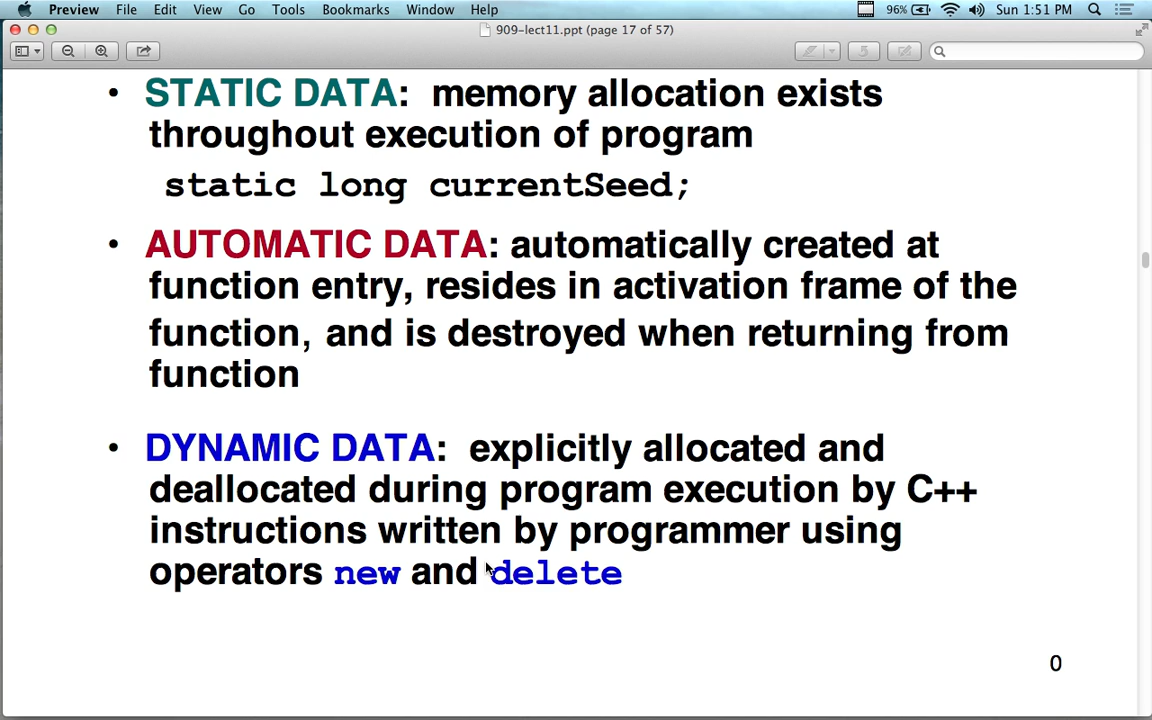 Preview File Edit View Go Tools Bookmarks Window Help 96% Sun 1:51 PM
909-lect11.ppt (page 17 of 57)
• STATIC DATA: memory allocation exists
throughout execution of program
static long currentSeed;
• AUTOMATIC DATA: automatically created at
function entry, resides in activation frame of the
function, and is destroyed when returning from
function
• DYNAMIC DATA: explicitly allocated and
deallocated during program execution by C++
instructions written by programmer using
operators new and delete
0